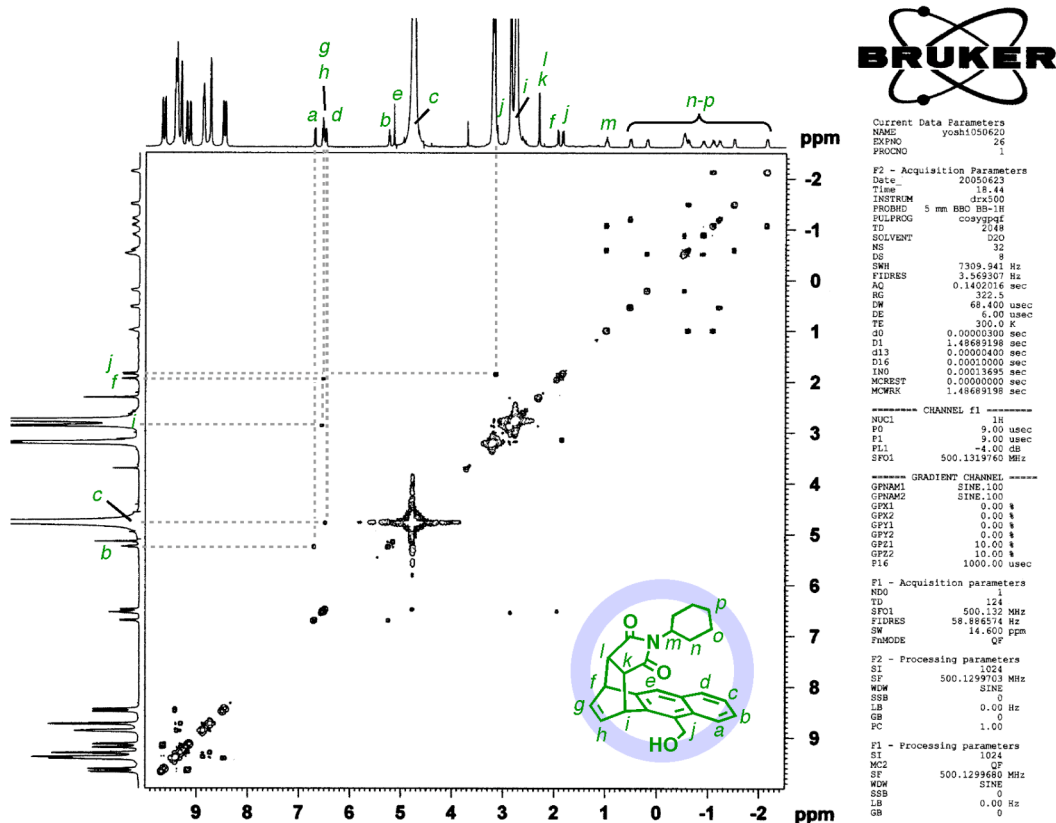 BRUKER
g
h
l
k
i
c
e
j
n-p
a
d
b
f
j
m
ppm
ppm
-2
-1
0
1
2
3
4
5
6
7
8
9
j
f
i
c
b
p
O
N
o
m
n
l
k
O
f
e
d
c
g
i
b
h
j
a
HO
9
8
7
6
5
4
3
2
1
0
-1
-2
ppm
Current Data Parameters
NAME yoshi050620
EXPNO 26
PROCNO 1
F2 - Acquisition Parameters
Date_ 20050623
Time 18.44
INSTRUM drx500
PROBHD 5 mm BBO BB-1H
PULPROG cosygpqf
TD 2048
SOLVENT D2O
NS 32
DS 8
SWH 7309.941 Hz
FIDRES 3.569307 Hz
AQ 0.1402016 sec
RG 322.5
DW 68.400 usec
DE 6.00 usec
TE 300.0 K
d0 0.00000300 sec
D1 1.48689198 sec
d13 0.00000400 sec
D16 0.00010000 sec
IN0 0.00013695 sec
MCREST 0.00000000 sec
MCWRK 1.48689198 sec
======== CHANNEL f1 ========
NUC1 1H
P0 9.00 usec
P1 9.00 usec
PL1 -4.00 dB
SFO1 500.1319760 MHz
====== GRADIENT CHANNEL =====
GPNAM1 SINE.100
GPNAM2 SINE.100
GPX1 0.00 %
GPX2 0.00 %
GPY1 0.00 %
GPY2 0.00 %
GPZ1 10.00 %
GPZ2 10.00 %
P16 1000.00 usec
F1 - Acquisition parameters
ND0 1
TD 124
SFO1 500.132 MHz
FIDRES 58.886574 Hz
SW 14.600 ppm
FnMODE QF
F2 - Processing parameters
SI 1024
SF 500.1299703 MHz
WDW SINE
SSB 0
LB 0.00 Hz
GB 0
PC 1.00
F1 - Processing parameters
SI 1024
MC2 QF
SF 500.1299680 MHz
WDW SINE
SSB 0
LB 0.00 Hz
GB 0